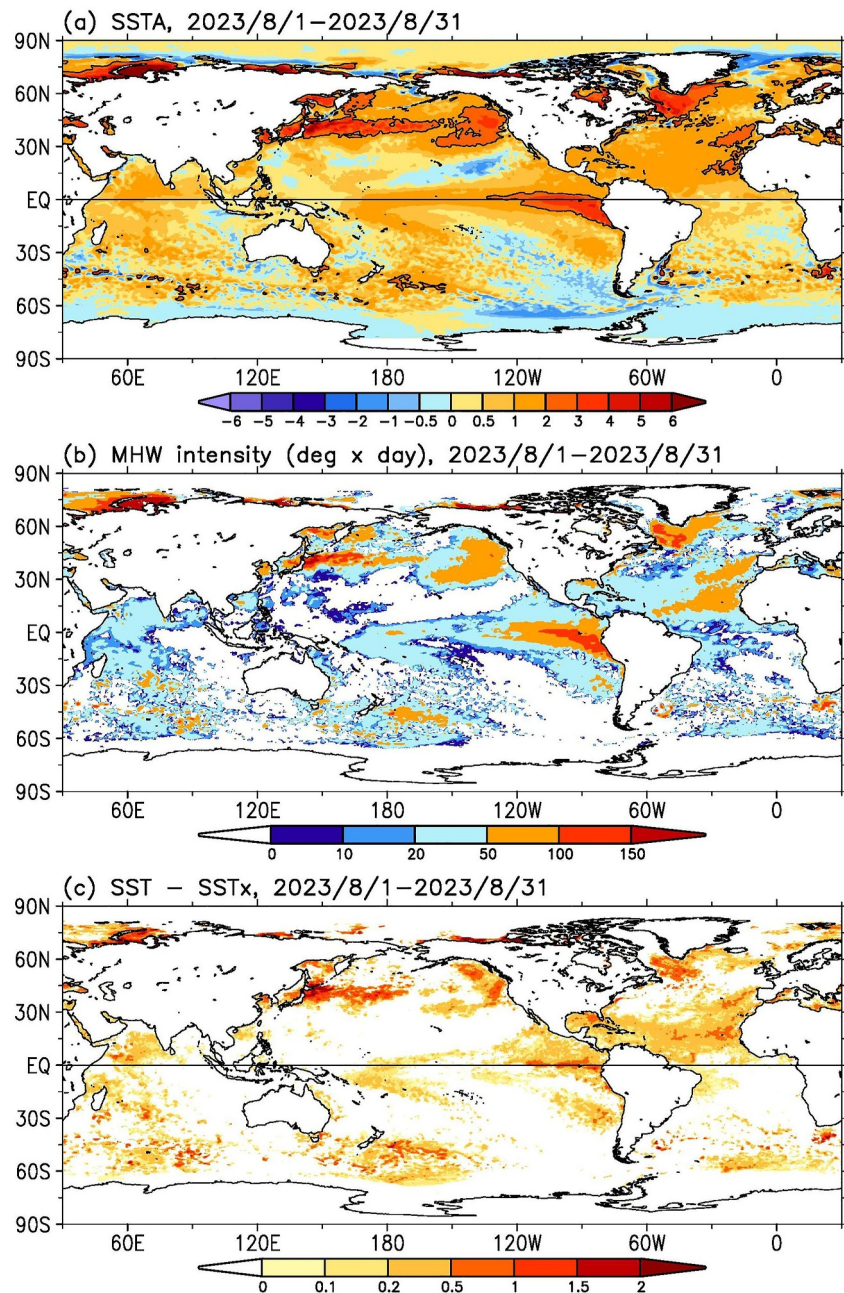 (a) SSTA, 2023/8/1−2023/8/31
90N
60N
30N
EQ
30S
60S
90S
60E 120E 180 120W 60W 0
−6 −5 −4 −3 −2 −1 −0.5 0 0.5 1 2 3 4 5 6
(b) MHW intensity (deg x day), 2023/8/1−2023/8/31
90N
60N
30N
EQ
30S
60S
90S
60E 120E 180 120W 60W 0
0 10 20 50 100 150
(c) SST − SSTx, 2023/8/1−2023/8/31
90N
60N
30N
EQ
30S
60S
90S
60E 120E 180 120W 60W 0
0 0.1 0.2 0.5 1 1.5 2